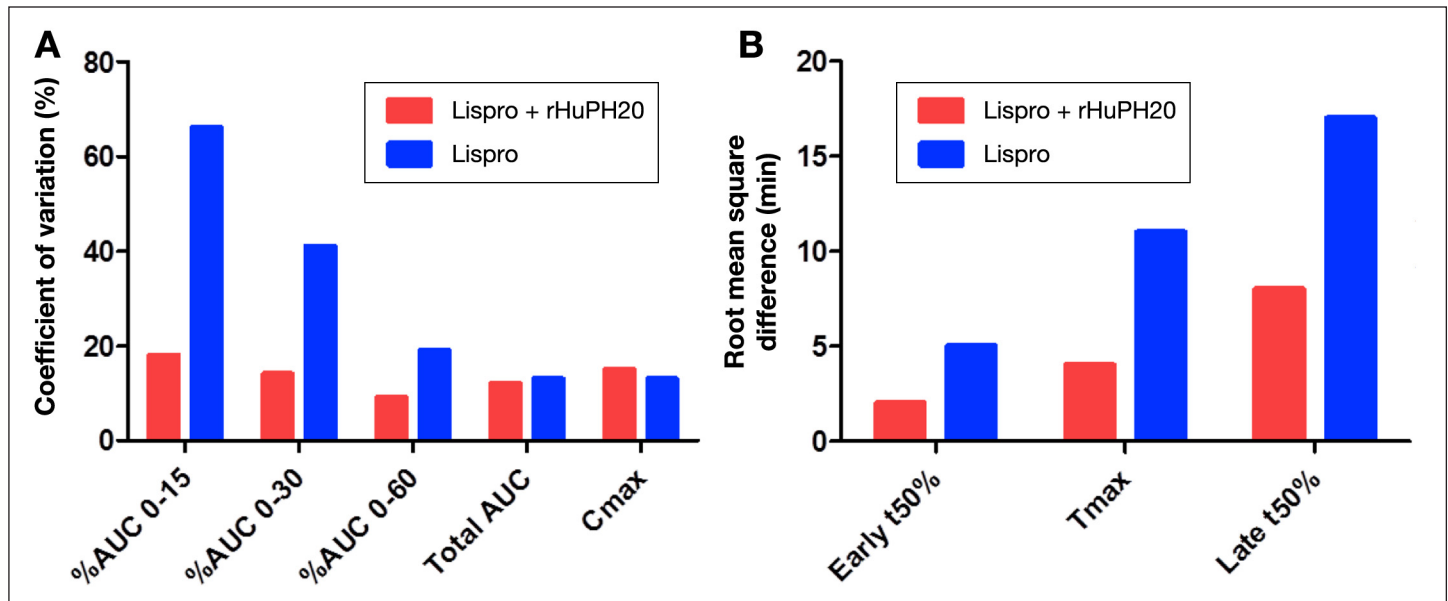 A
Coefficient of variation (%)
80
60
40
20
0
Lispro + rHuPH20
Lispro
%AUC 0-15
%AUC 0-30
%AUC 0-60
Total AUC
Cmax
B
Root mean square
difference (min)
20
15
10
5
0
Lispro + rHuPH20
Lispro
Early t50%
Tmax
Late t50%